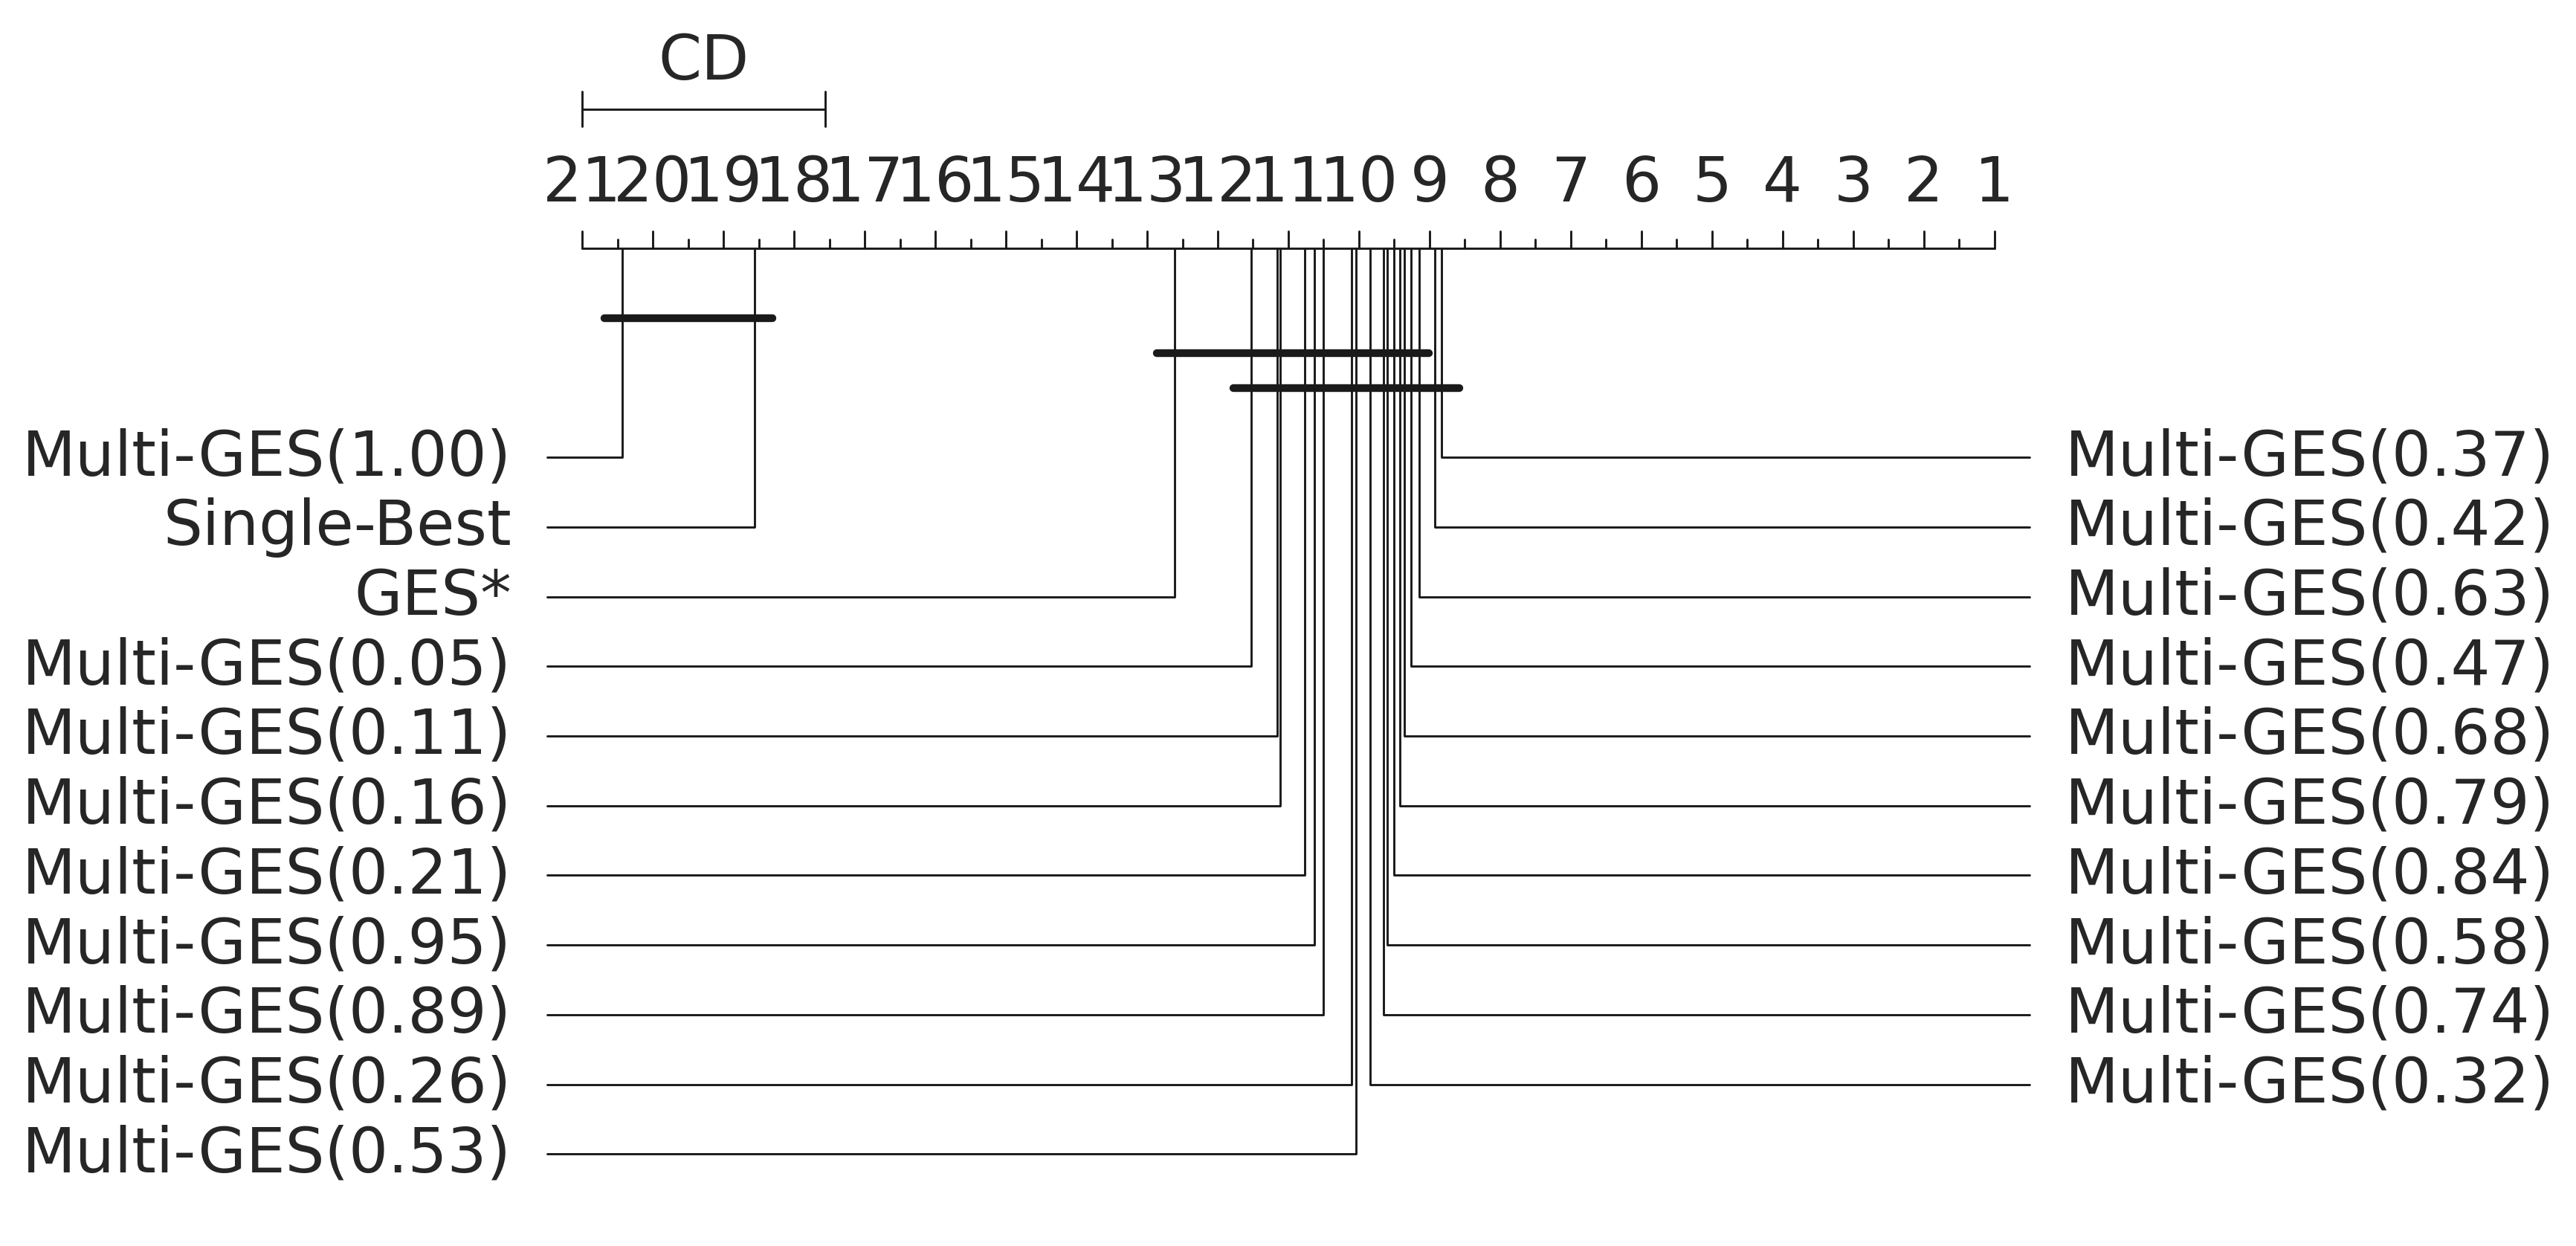 CD
21 20 19 18 17 16 15 14 13 12 11 10 9 8 7 6 5 4 3 2 1
Multi-GES(1.00)
Single-Best
GES*
Multi-GES(0.05)
Multi-GES(0.11)
Multi-GES(0.16)
Multi-GES(0.21)
Multi-GES(0.95)
Multi-GES(0.89)
Multi-GES(0.26)
Multi-GES(0.53)
Multi-GES(0.37)
Multi-GES(0.42)
Multi-GES(0.63)
Multi-GES(0.47)
Multi-GES(0.68)
Multi-GES(0.79)
Multi-GES(0.84)
Multi-GES(0.58)
Multi-GES(0.74)
Multi-GES(0.32)